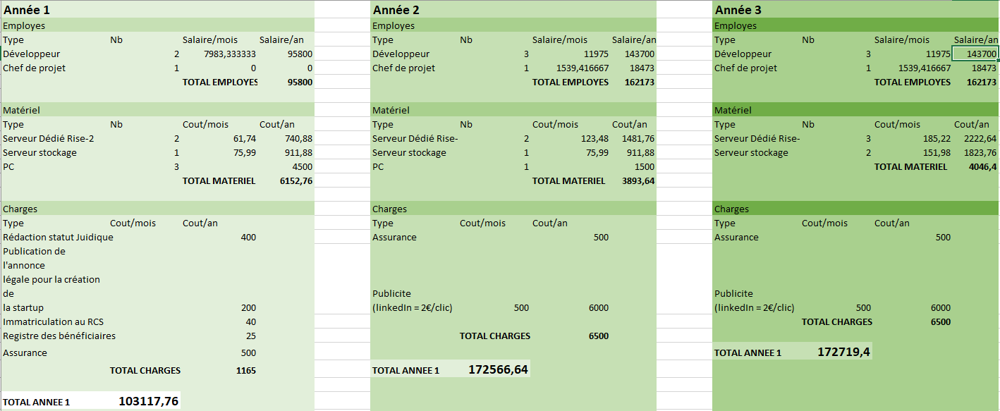 Année 1
Employes
Type Nb Salaire/mois Salaire/an
Développeur 2 7983,333333 95800
Chef de projet 1 0 0
TOTAL EMPLOYES 95800
Matériel
Type Nb Cout/mois Cout/an
Serveur Dédié Rise-2 2 61,74 740,88
Serveur stockage 1 75,99 911,88
PC 3 4500
TOTAL MATERIEL 6152,76
Charges
Type Cout/mois Cout/an
Rédaction statut Juidique 400
Publication de
l'annonce
légale pour la création
de
la startup 200
Immatriculation au RCS 40
Registre des bénéficiaires 25
Assurance 500
TOTAL CHARGES 1165
TOTAL ANNEE 1 103117,76
Année 2
Employes
Type Nb Salaire/mois Salaire/an
Développeur 3 11975 143700
Chef de projet 1 1539,416667 18473
TOTAL EMPLOYES 162173
Matériel
Type Nb Cout/mois Cout/an
Serveur Dédié Rise- 2 123,48 1481,76
Serveur stockage 1 75,99 911,88
PC 1 1500
TOTAL MATERIEL 3893,64
Charges
Type Cout/mois Cout/an
Assurance 500
Publicite
(linkedIn = 2€/clic) 500 6000
TOTAL CHARGES 6500
TOTAL ANNEE 1 172566,64
Année 3
Employes
Type Nb Salaire/mois Salaire/an
Développeur 3 11975 143700
Chef de projet 1 1539,416667 18473
TOTAL EMPLOYES 162173
Matériel
Type Nb Cout/mois Cout/an
Serveur Dédié Rise- 3 185,22 2222,64
Serveur stockage 2 151,98 1823,76
TOTAL MATERIEL 4046,4
Charges
Type Cout/mois Cout/an
Assurance 500
Publicite
(linkedIn = 2€/clic) 500 6000
TOTAL CHARGES 6500
TOTAL ANNEE 1 172719,4